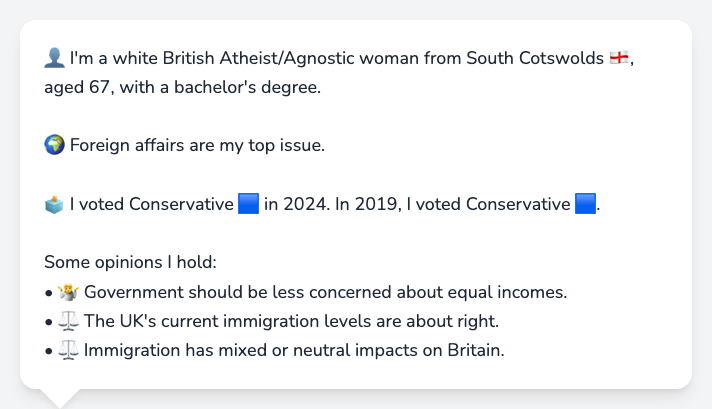 👤 I'm a white British Atheist/Agnostic woman from South Cotswolds 🏴󠁧󠁢󠁥󠁮󠁧󠁿,
aged 67, with a bachelor's degree.
🌍 Foreign affairs are my top issue.
🗳️ I voted Conservative 🟦 in 2024. In 2019, I voted Conservative 🟦.
Some opinions I hold:
• 🤷 Government should be less concerned about equal incomes.
• ⚖️ The UK's current immigration levels are about right.
• ⚖️ Immigration has mixed or neutral impacts on Britain.